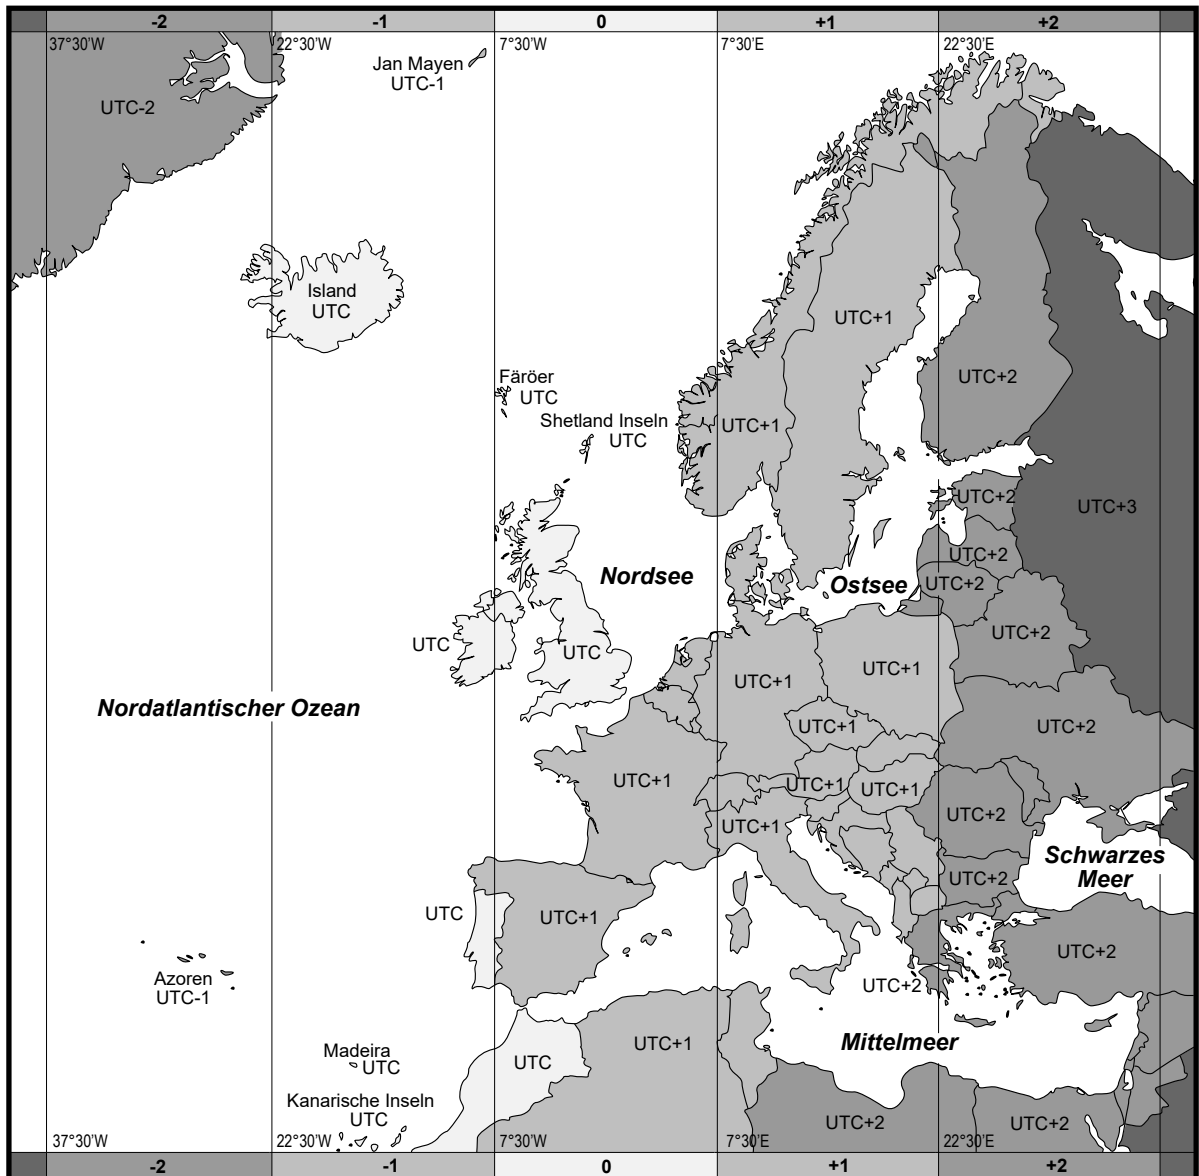 -2 -1 0 +1 +2
37°30'W 22°30'W 7°30'W 7°30'E 22°30'E
Jan Mayen
UTC-1
UTC-2
Island
UTC
UTC+1
Färöer
UTC
UTC+2
Shetland Inseln
UTC
UTC+1
UTC+2
UTC+3
UTC+2
Nordsee
Ostsee
UTC+2
UTC
UTC
UTC+2
UTC+1
UTC+1
Nordatlantischer Ozean
UTC+1
UTC+2
UTC+1
UTC+1
UTC+1
UTC+1
UTC+2
Schwarzes
Meer
UTC+2
UTC
UTC+1
UTC+2
Azoren
UTC-1
UTC+2
Mittelmeer
Madeira
UTC
UTC
UTC+1
Kanarische Inseln
UTC
UTC+2
UTC+2
37°30'W 22°30'W 7°30'W 7°30'E 22°30'E
-2 -1 0 +1 +2